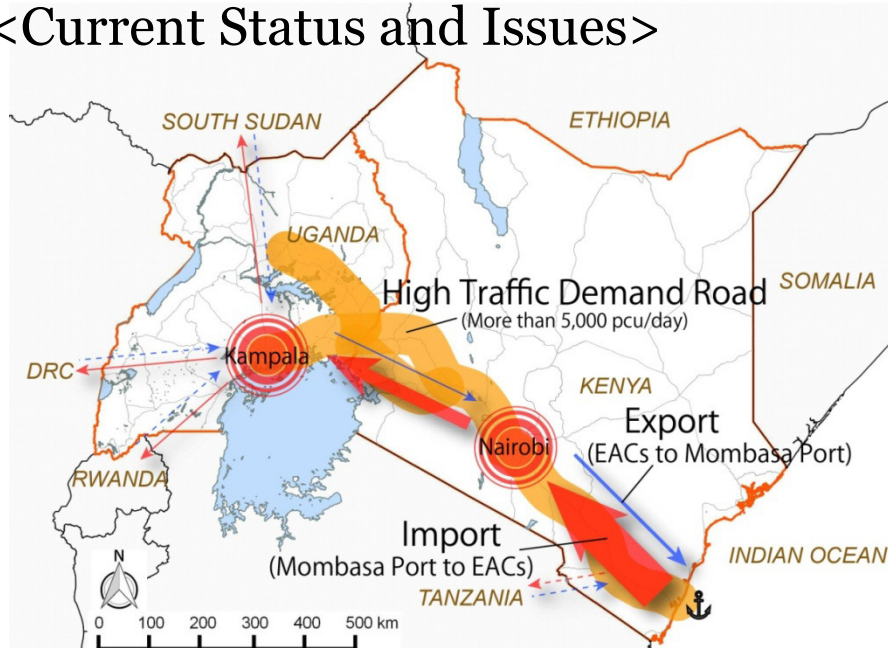 <Current Status and Issues>
SOUTH SUDAN
ETHIOPIA
UGANDA
SOMALIA
High Traffic Demand Road
(More than 5,000 pcu/day)
Kampala
DRC
KENYA
Export
(EACs to Mombasa Port)
Nairobi
RWANDA
Import
(Mombasa Port to EACs)
INDIAN OCEAN
TANZANIA
N
0 100 200 300 400 500 km